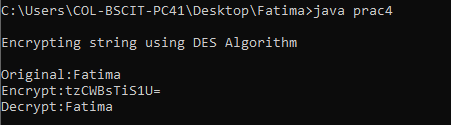 C:\Users\COL-BSCIT-PC41\Desktop\Fatima>java prac4
Encrypting string using DES Algorithm
Original:Fatima
Encrypt:tzCWBsTiS1U=
Decrypt:Fatima